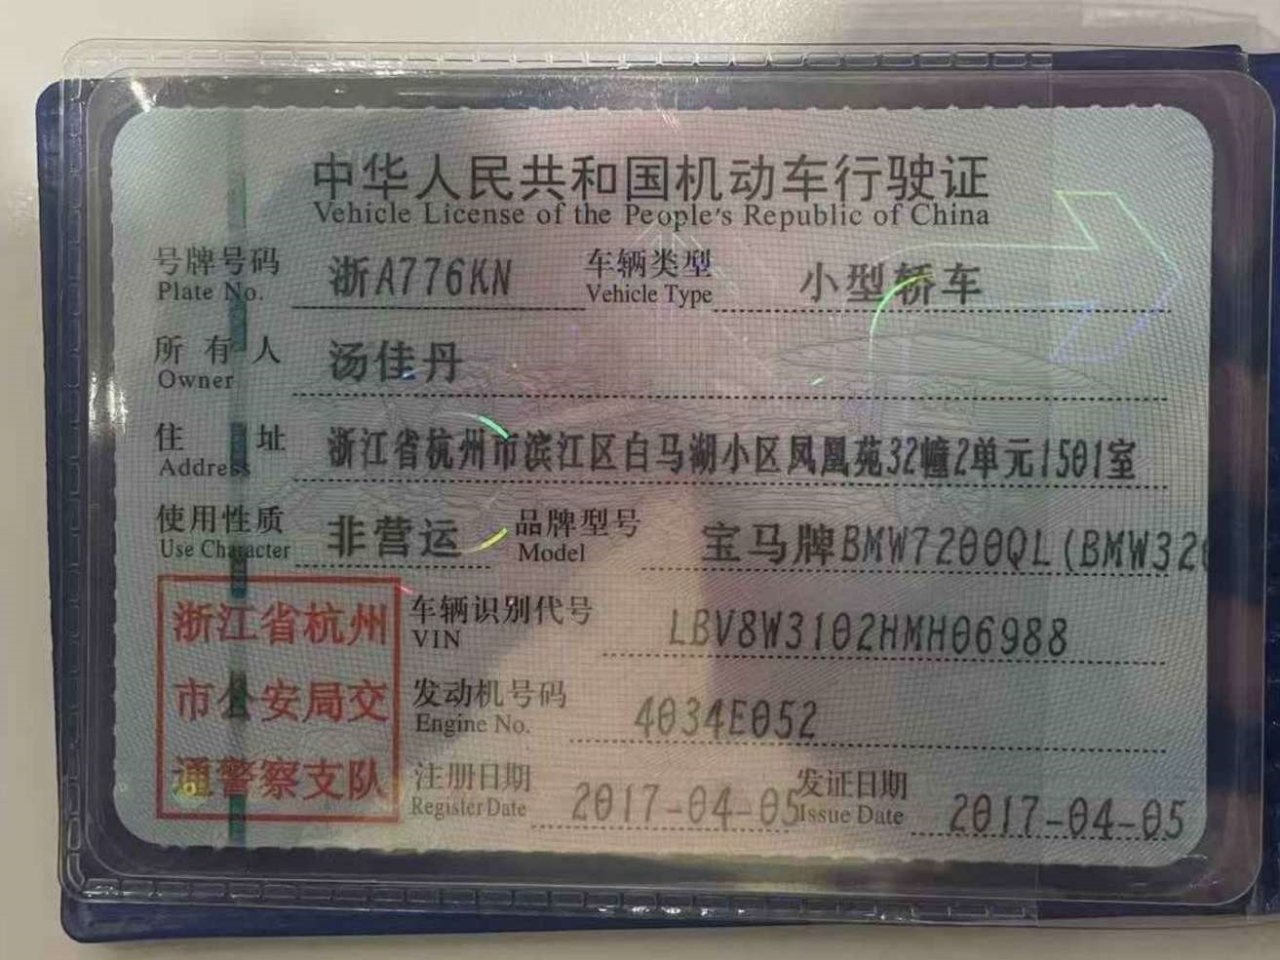 中华人民共和国机动车行驶证
Vehicle License of the People's Republic of China
号牌号码 浙A776KN 车辆类型 小型轿车
Plate No. Vehicle Type
所有人 汤佳丹
Owner
住址 浙江省杭州市滨江区白马湖小区凤凰苑32幢2单元1501室
Address
使用性质 非营运 品牌型号 宝马牌BMW7200QL(BMW320
Use Character Model
浙江省杭州
市公安局交
通警察支队
车辆识别代号 LBV8W3102HMH06988
VIN
发动机号码 4034E052
Engine No.
注册日期 2017-04-05 发证日期 2017-04-05
Register Date Issue Date